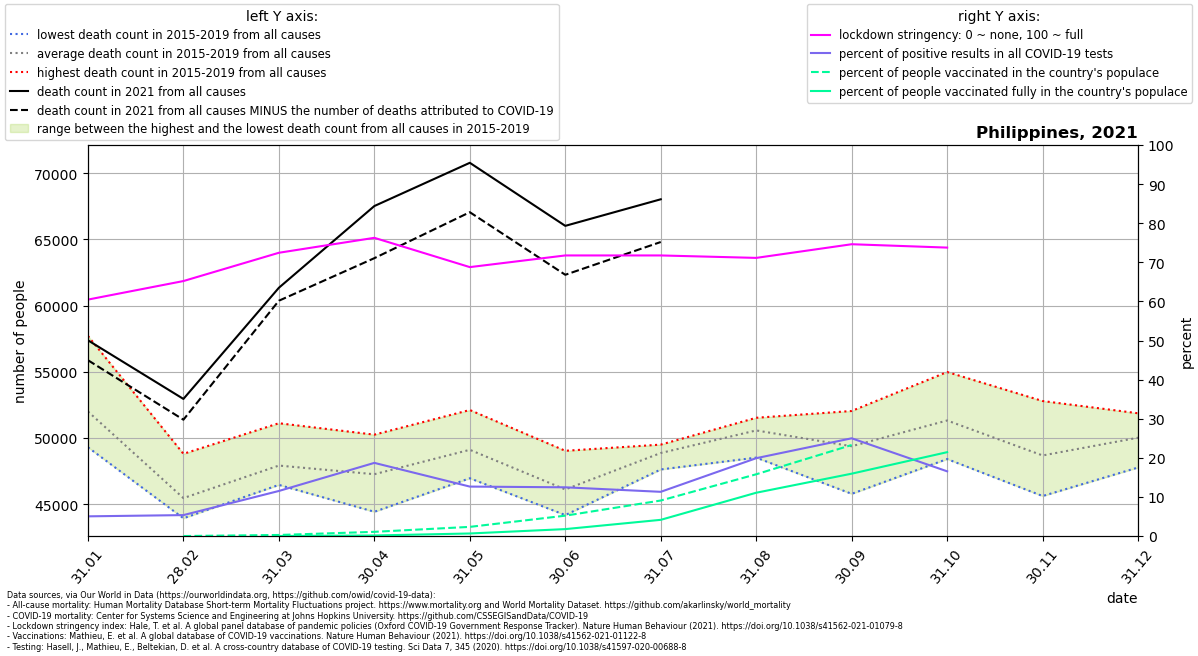 left Y axis:
lowest death count in 2015-2019 from all causes
average death count in 2015-2019 from all causes
highest death count in 2015-2019 from all causes
death count in 2021 from all causes
death count in 2021 from all causes MINUS the number of deaths attributed to COVID-19
range between the highest and the lowest death count from all causes in 2015-2019
right Y axis:
lockdown stringency: 0 ~ none, 100 ~ full
percent of positive results in all COVID-19 tests
percent of people vaccinated in the country's populace
percent of people vaccinated fully in the country's populace
Philippines, 2021
number of people
70000
65000
60000
55000
50000
45000
100
90
80
70
60
50
40
30
20
10
0
percent
31.01
28.02
31.03
30.04
31.05
30.06
31.07
31.08
30.09
31.10
30.11
31.12
date
Data sources, via Our World in Data (https://ourworldindata.org, https://github.com/owid/covid-19-data):
- All-cause mortality: Human Mortality Database Short-term Mortality Fluctuations project. https://www.mortality.org and World Mortality Dataset. https://github.com/akarlinsky/world_mortality
- COVID-19 mortality: Center for Systems Science and Engineering at Johns Hopkins University. https://github.com/CSSEGISandData/COVID-19
- Lockdown stringency index: Hale, T. et al. A global panel database of pandemic policies (Oxford COVID-19 Government Response Tracker). Nature Human Behaviour (2021). https://doi.org/10.1038/s41562-021-01079-8
- Vaccinations: Mathieu, E. et al. A global database of COVID-19 vaccinations. Nature Human Behaviour (2021). https://doi.org/10.1038/s41562-021-01122-8
- Testing: Hasell, J., Mathieu, E., Beltekian, D. et al. A cross-country database of COVID-19 testing. Sci Data 7, 345 (2020). https://doi.org/10.1038/s41597-020-00688-8